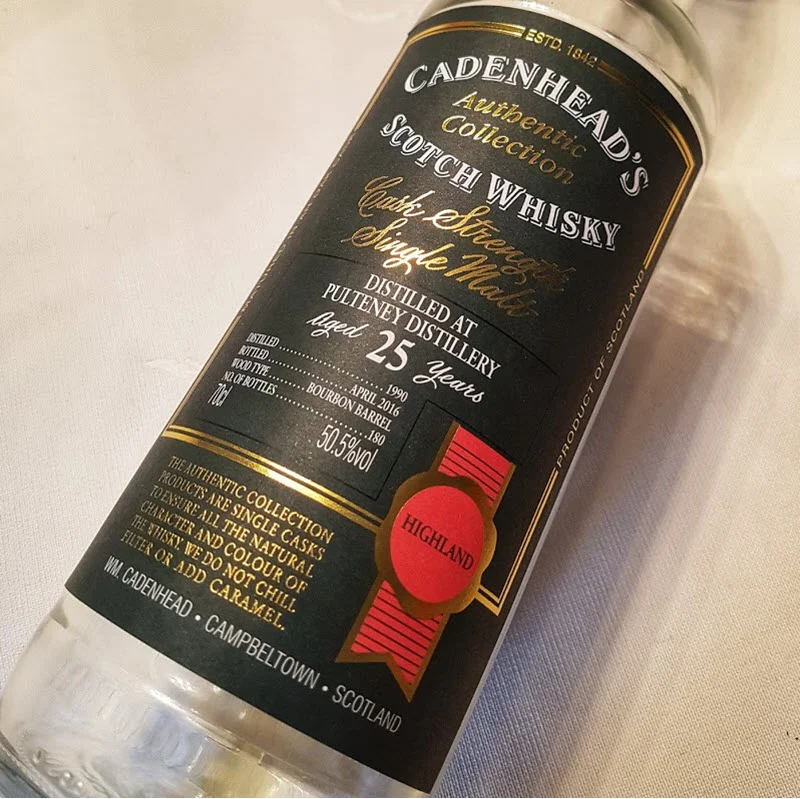 ESTD. 1842
CADENHEAD'S
Authentic
Collection
SCOTCH WHISKY
Cask Strength
Single Malt
DISTILLED AT
PULTENEY DISTILLERY
Aged 25 Years
DISTILLED 1990
BOTTLED APRIL 2016
WOOD TYPE BOURBON BARREL
NO. OF BOTTLES 180
70cl 50.5%vol
HIGHLAND
THE AUTHENTIC COLLECTION
PRODUCTS ARE SINGLE CASKS
TO ENSURE ALL THE NATURAL
CHARACTER AND COLOUR OF
THE WHISKY WE DO NOT CHILL
FILTER OR ADD CARAMEL.
WM. CADENHEAD • CAMPBELTOWN • SCOTLAND
PRODUCT OF SCOTLAND